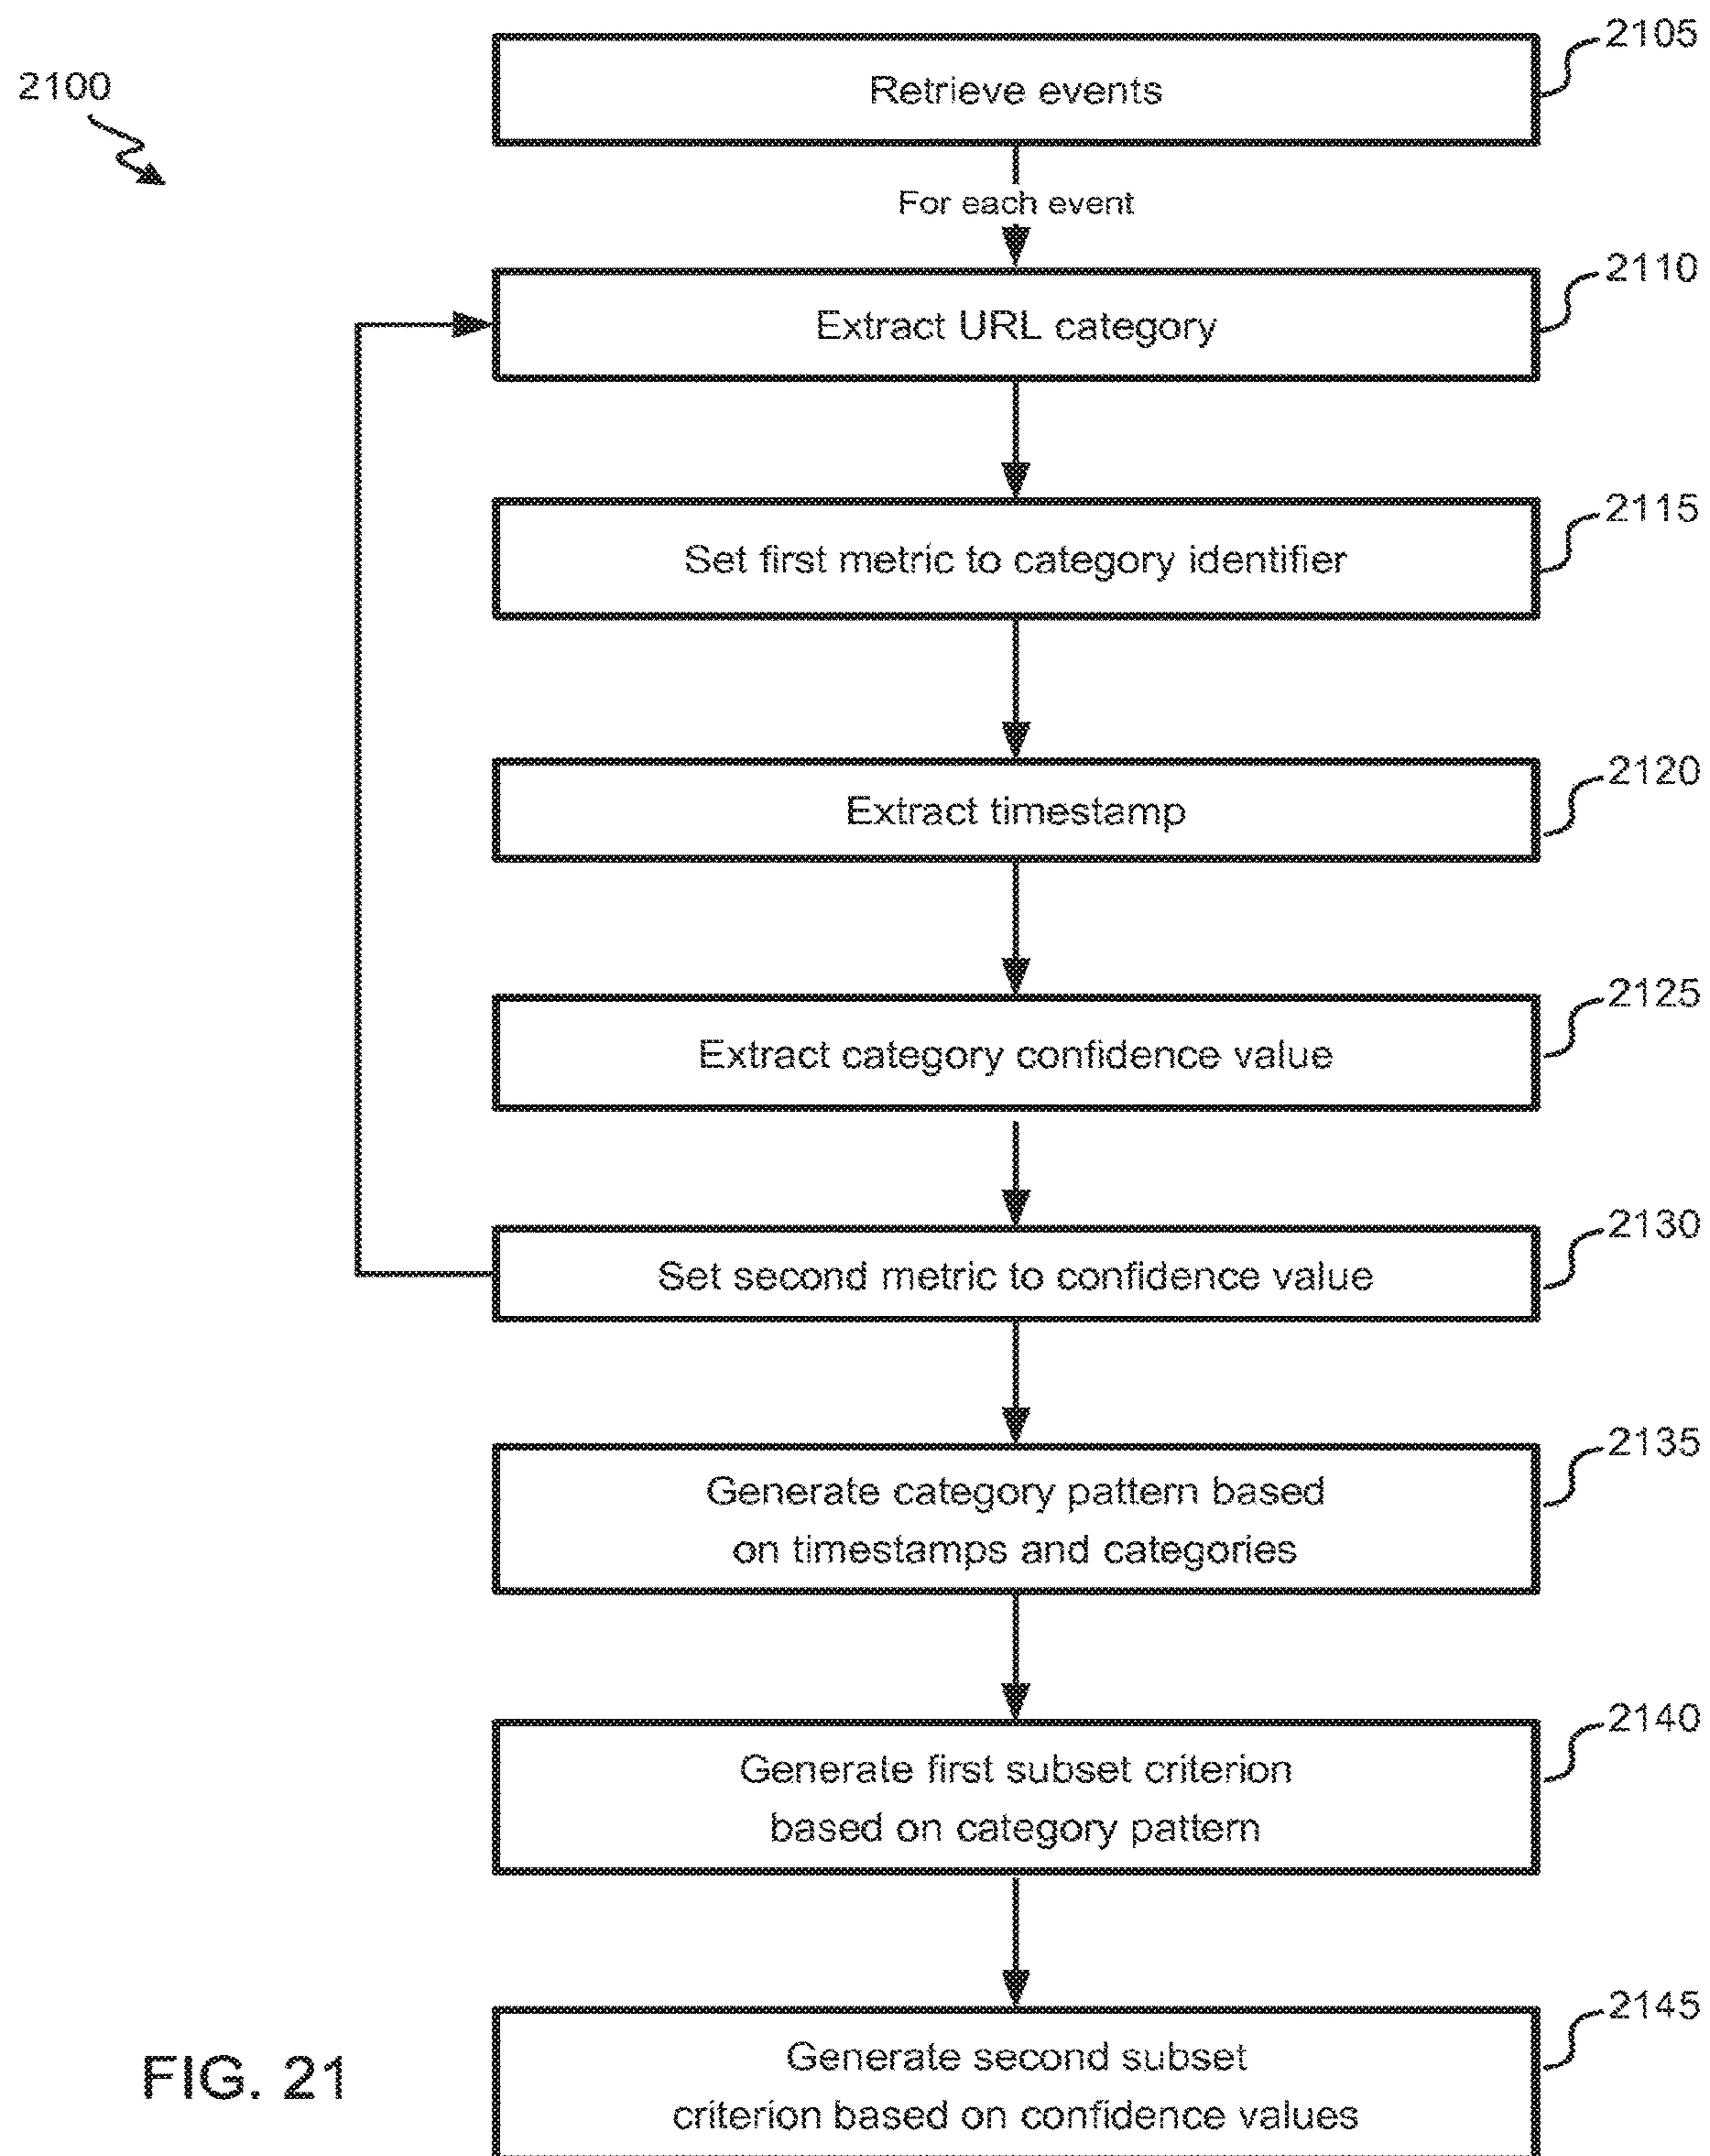 2105
2100
Retrieve events
For each event
2110
Extract URL category
2115
Set first metric to category identifier
2120
Extract timestamp
2125
Extract category confidence value
2130
Set second metric to confidence value
2135
Generate category pattern based
on timestamps and categories
2140
Generate first subset criterion
based on category pattern
2145
Generate second subset
criterion based on confidence values
FIG. 21